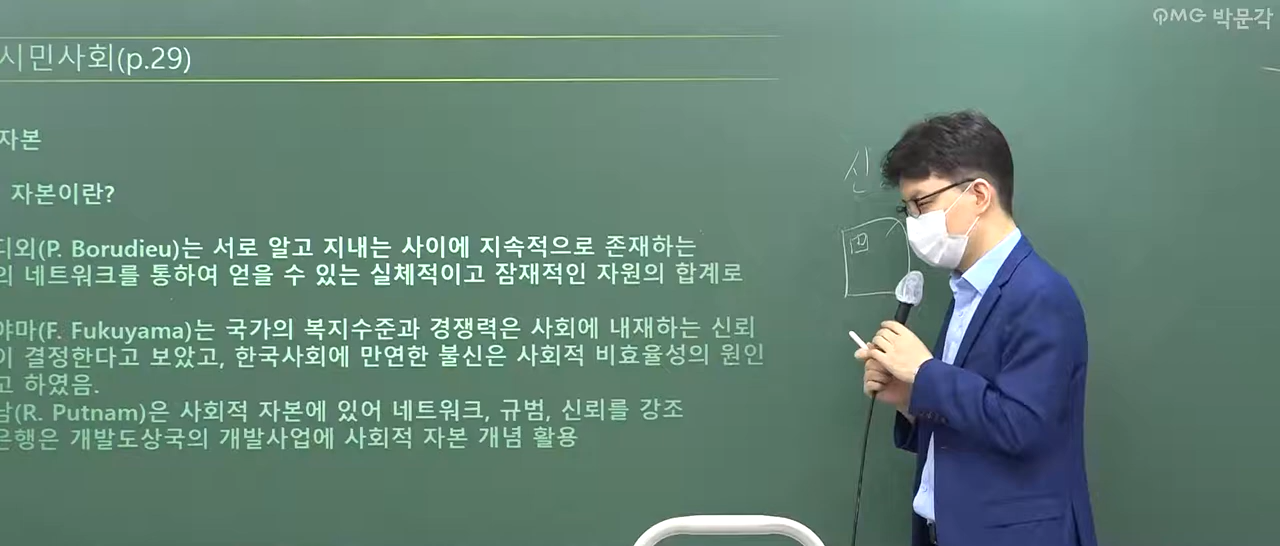 PMG 박문각
시민사회(p.29)
자본
자본이란?
디외(P. Borudieu)는 서로 알고 지내는 사이에 지속적으로 존재하는
의 네트워크를 통하여 얻을 수 있는 실체적이고 잠재적인 자원의 합계로
야마(F. Fukuyama)는 국가의 복지수준과 경쟁력은 사회에 내재하는 신뢰
이 결정한다고 보았고, 한국사회에 만연한 불신은 사회적 비효율성의 원인
고 하였음.
남(R. Putnam)은 사회적 자본에 있어 네트워크, 규범, 신뢰를 강조
은행은 개발도상국의 개발사업에 사회적 자본 개념 활용
신